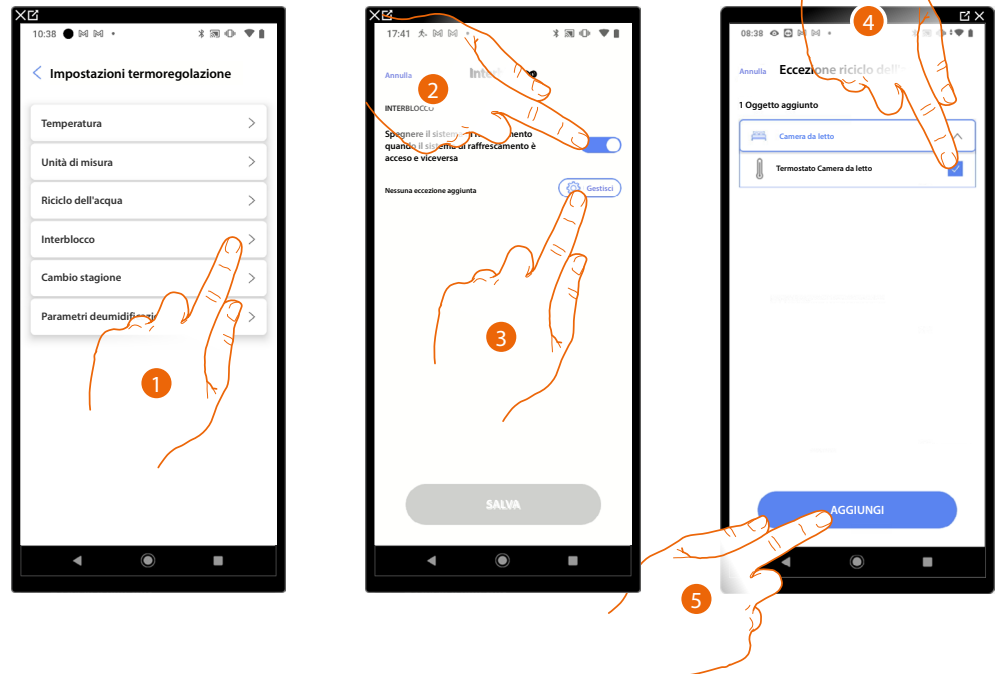 10:38
Impostazioni termoregolazione
Temperatura
Unità di misura
Riciclo dell'acqua
Interblocco
Cambio stagione
Parametri
1
17:41
Annulla
2
INTERBLOCCO
Spegnere il sistema di raffrescamento
quando il sistema di raffrescamento è
acceso e viceversa
Nessuna eccezione aggiunta
Gestisci
3
SALVA
4
08:38
Annulla
Eccezione riciclo
1 Oggetto aggiunto
Camera da letto
Termostato Camera da letto
AGGIUNGI
5